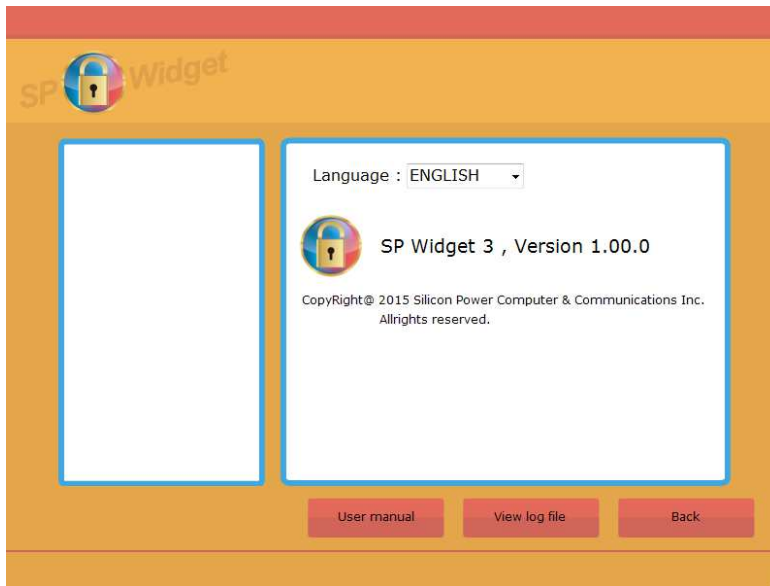 SP Widget
Language : ENGLISH
SP Widget 3 , Version 1.00.0
CopyRight@ 2015 Silicon Power Computer & Communications Inc.
Allrights reserved.
User manual View log file Back